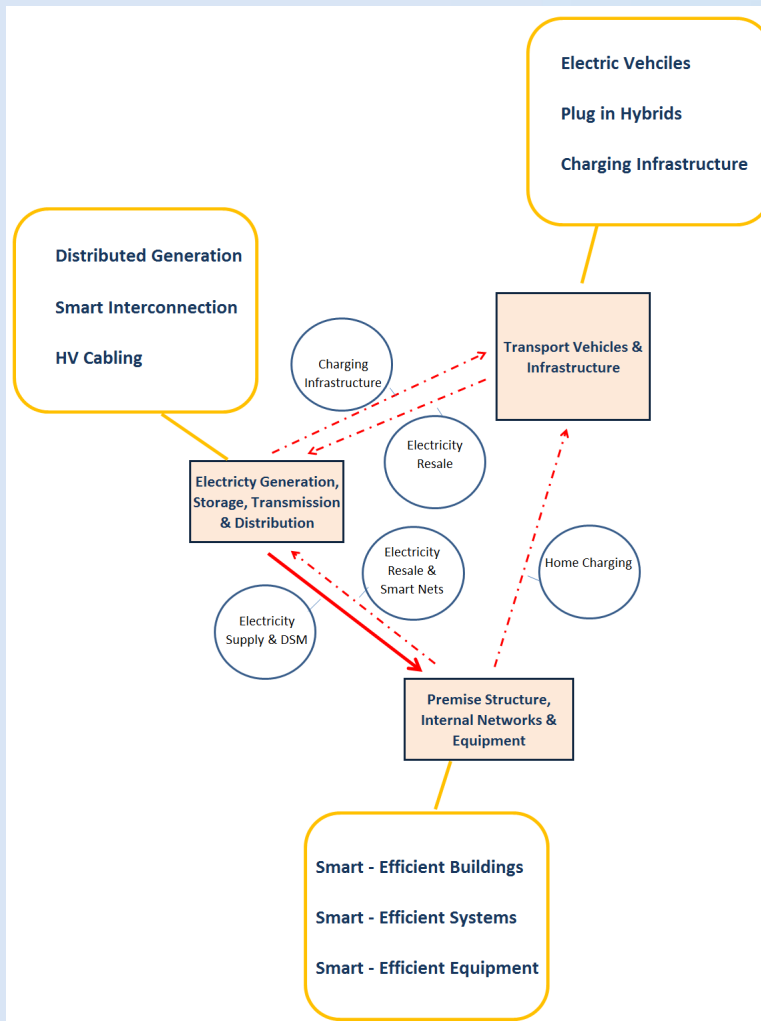 Electric Vehciles
Plug in Hybrids
Charging Infrastructure
Distributed Generation
Smart Interconnection
HV Cabling
Transport Vehicles &
Infrastructure
Charging
Infrastructure
Electricity
Resale
Electricty Generation,
Storage, Transmission
& Distribution
Electricity
Resale &
Smart Nets
Home Charging
Electricity
Supply & DSM
Premise Structure,
Internal Networks &
Equipment
Smart - Efficient Buildings
Smart - Efficient Systems
Smart - Efficient Equipment